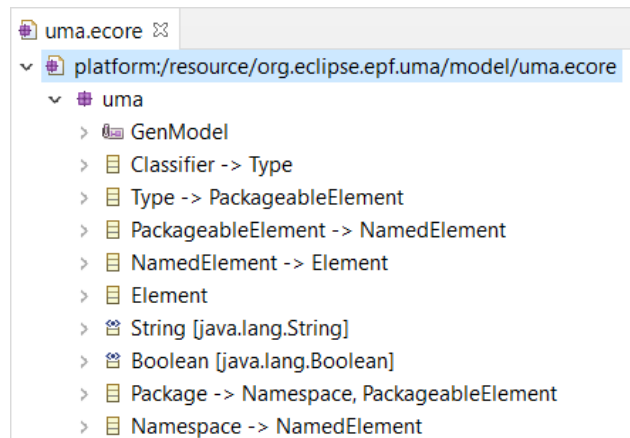 uma.ecore
platform:/resource/org.eclipse.epf.uma/model/uma.ecore
uma
GenModel
Classifier -> Type
Type -> PackageableElement
PackageableElement -> NamedElement
NamedElement -> Element
Element
String [java.lang.String]
Boolean [java.lang.Boolean]
Package -> Namespace, PackageableElement
Namespace -> NamedElement